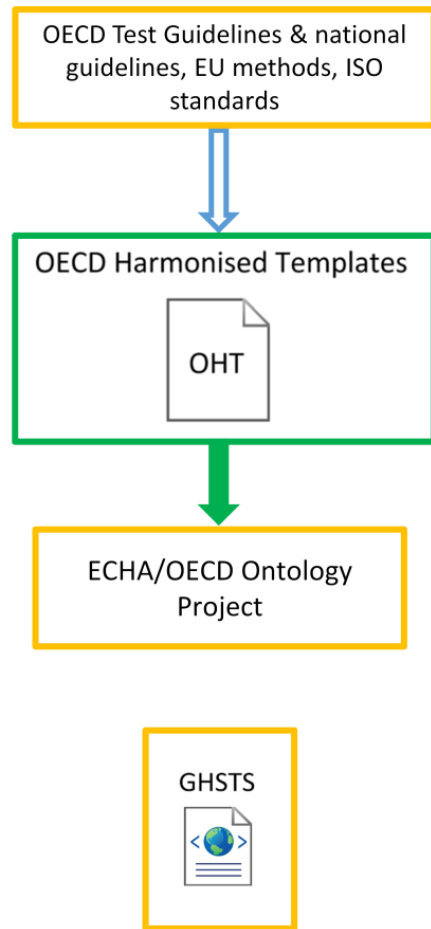 OECD Test Guidelines & national
guidelines, EU methods, ISO
standards
OECD Harmonised Templates
OHT
ECHA/OECD Ontology
Project
GHSTS
< >